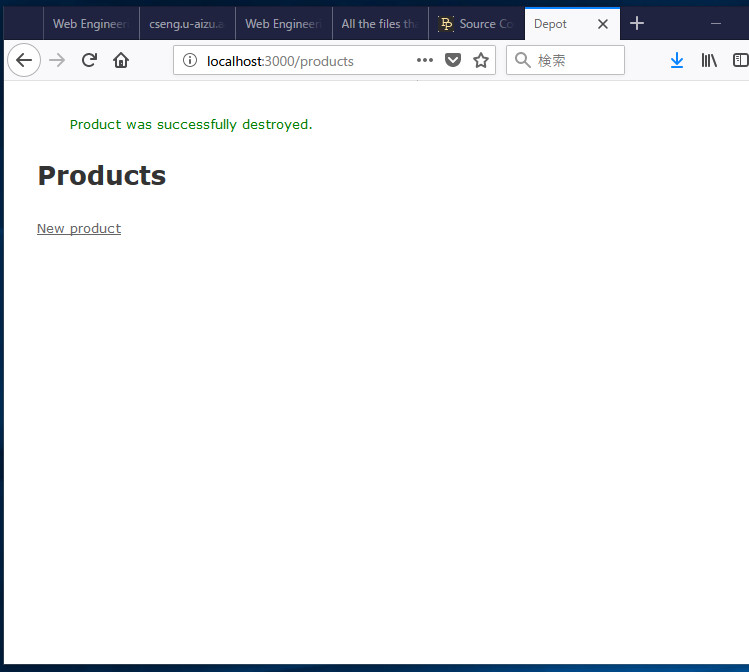 Web Engineer
cseng.u-aizu.a
Web Engineer
All the files tha
Source Co
Depot
localhost:3000/products
検索
Product was successfully destroyed.
Products
New product